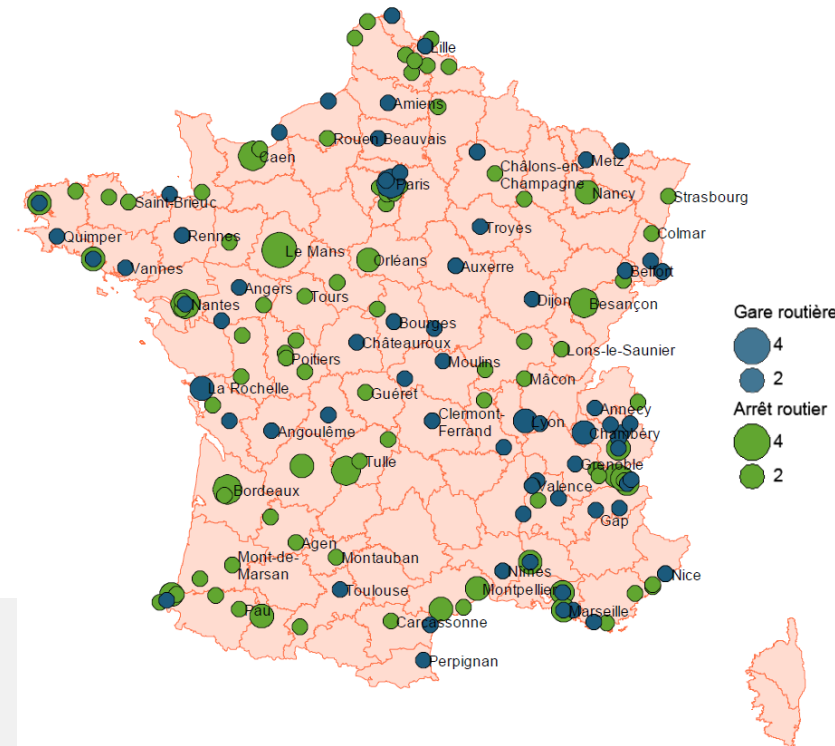 Lille
Amiens
Rouen Beauvais
Caen
Châlons-en-
Champagne
Metz
Paris
Nancy
Strasbourg
Saint-Brieuc
Quimper
Rennes
Troyes
Colmar
Le Mans
Orléans
Auxerre
Vannes
Belfort
Angers
Tours
Dijon
Nantes
Besançon
Gare routière
Bourges
Châteauroux
4
Poitiers
Moulins
Lons-le-Saunier
2
La Rochelle
Mâcon
Guéret
Annecy
Arrêt routier
Angoulême
Clermont-
Ferrand
Lyon
Chambéry
4
Tulle
Grenoble
2
Bordeaux
Valence
Gap
Agen
Mont-de-
Marsan
Montauban
Nîmes
Nice
Toulouse
Montpellier
Pau
Carcassonne
Marseille
Perpignan